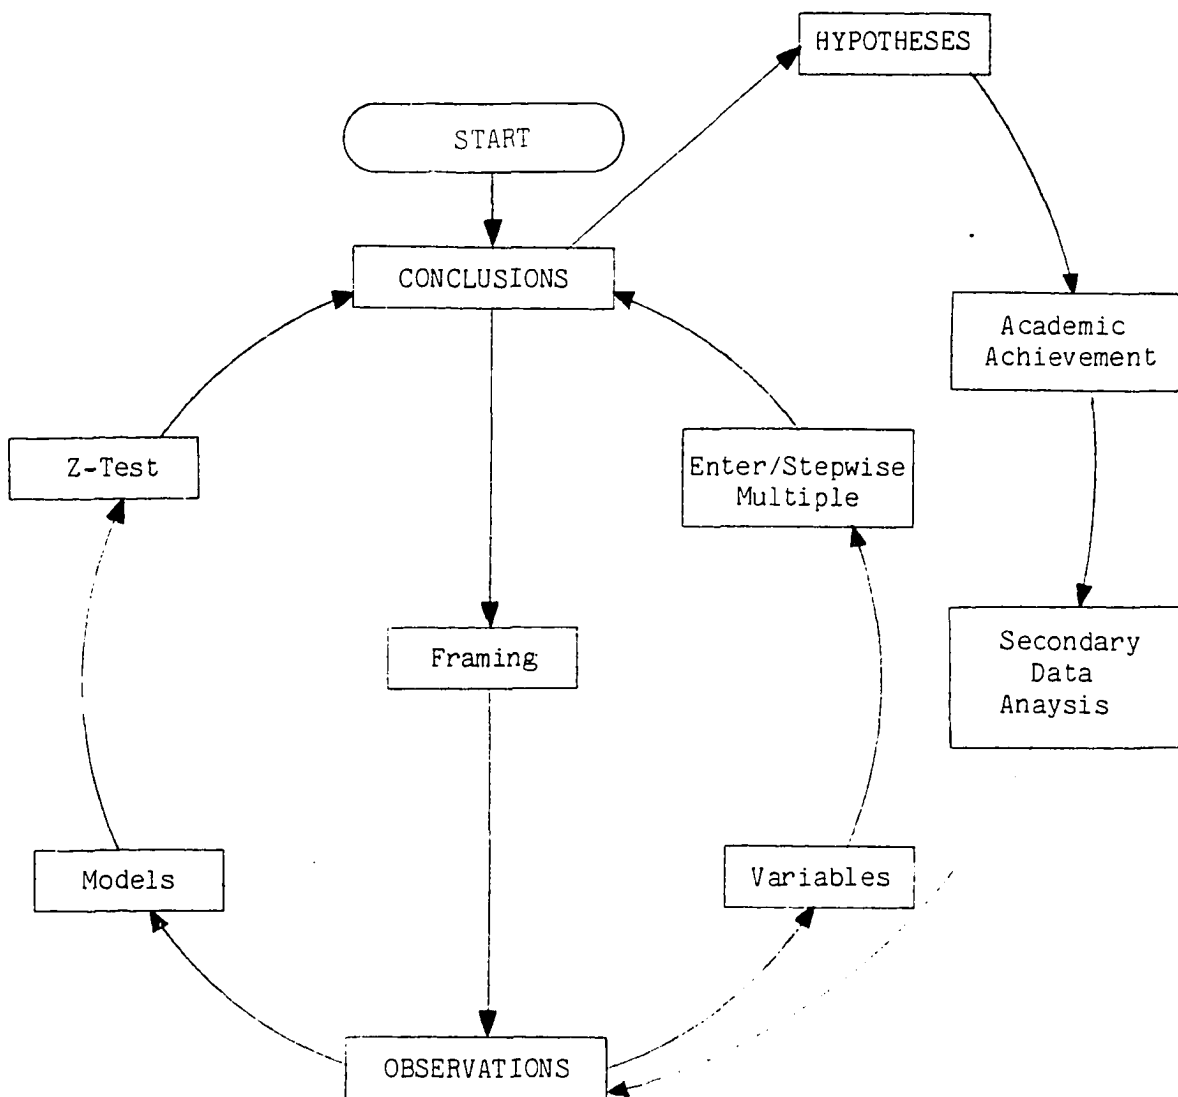 HYPOTHESES
START
CONCLUSIONS
Academic
Achievement
Z-Test
Enter/Stepwise
Multiple
Framing
Secondary
Data
Anaysis
Models
Variables
OBSERVATIONS